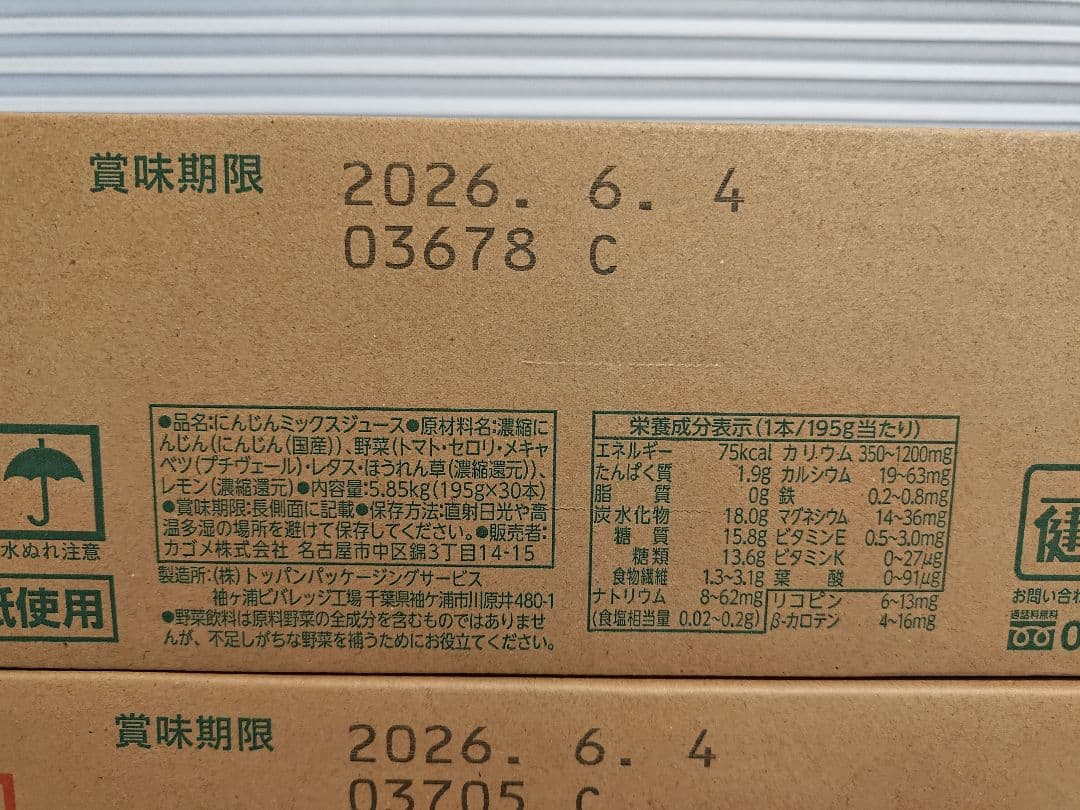 賞味期限
2026. 6. 4
03678 C
●品名:にんじんミックスジュース●原材料名:濃縮に
んじん(にんじん(国産))、野菜(トマト・セロリ・メキャ
ベツ(プチヴェール)・レタス・ほうれん草(濃縮還元))、
レモン(濃縮還元)●内容量:5.85kg(195g×30本)
●賞味期限:長側面に記載●保存方法:直射日光や高
温多湿の場所を避けて保存してください。●販売者:
カゴメ株式会社 名古屋市中区錦3丁目14-15
製造所:(株)トッパンパッケージングサービス
袖ヶ浦ビバレッジ工場 千葉県袖ケ浦市川原井480-1
●野菜飲料は原料野菜の全成分を含むものではありませ
んが、不足しがちな野菜を補うためにお役立てください。
栄養成分表示(1本/195g当たり)
エネルギー 75kcal カリウム 350~1200mg
たんぱく質 1.9g カルシウム 19~63mg
脂質 0g 鉄 0.2~0.8mg
炭水化物 18.0g マグネシウム 14~36mg
糖質 15.8g ビタミンE 0.5~3.0mg
糖類 13.6g ビタミンK 0~27μg
食物繊維 1.3~3.1g 葉酸 0~91μg
ナトリウム 8~62mg リコピン 6~13mg
(食塩相当量 0.02~0.2g) β-カロテン 4~16mg
水ぬれ注意
紙使用
健
お問い合わ
通話料無料
0
賞味期限
2026. 6. 4
03705 C